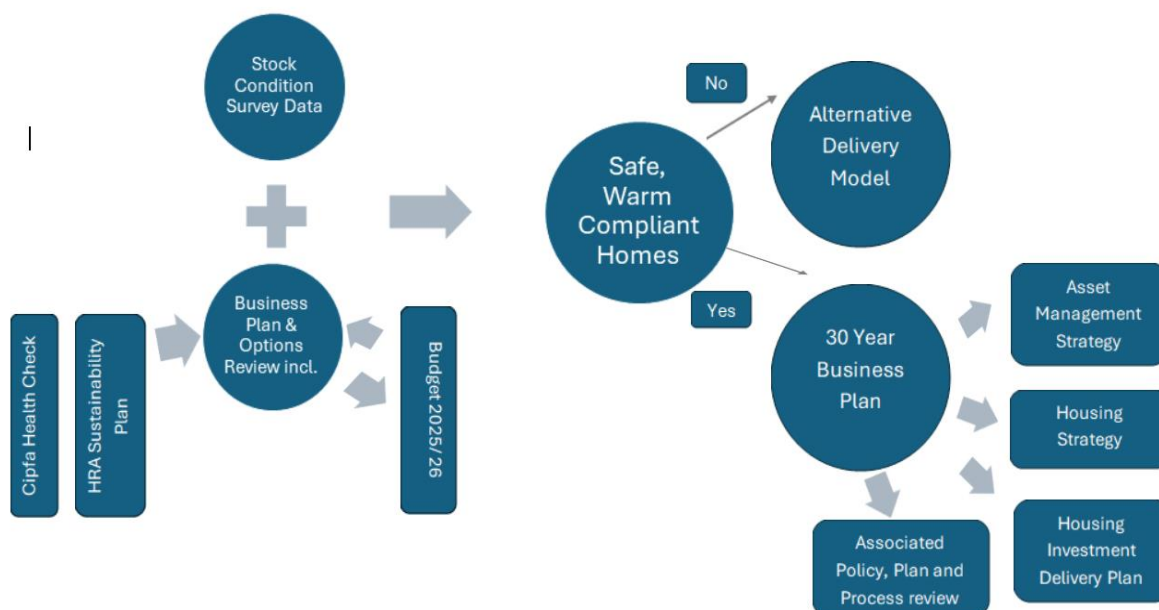 Stock
Condition
Survey Data
Business
Plan &
Options
Review incl.
Cipfa Health Check
HRA Sustainability
Plan
Budget 2025/ 26
Safe,
Warm
Compliant
Homes
No
Alternative
Delivery
Model
Yes
30 Year
Business
Plan
Asset
Management
Strategy
Housing
Strategy
Housing
Investment
Delivery Plan
Associated
Policy, Plan and
Process review